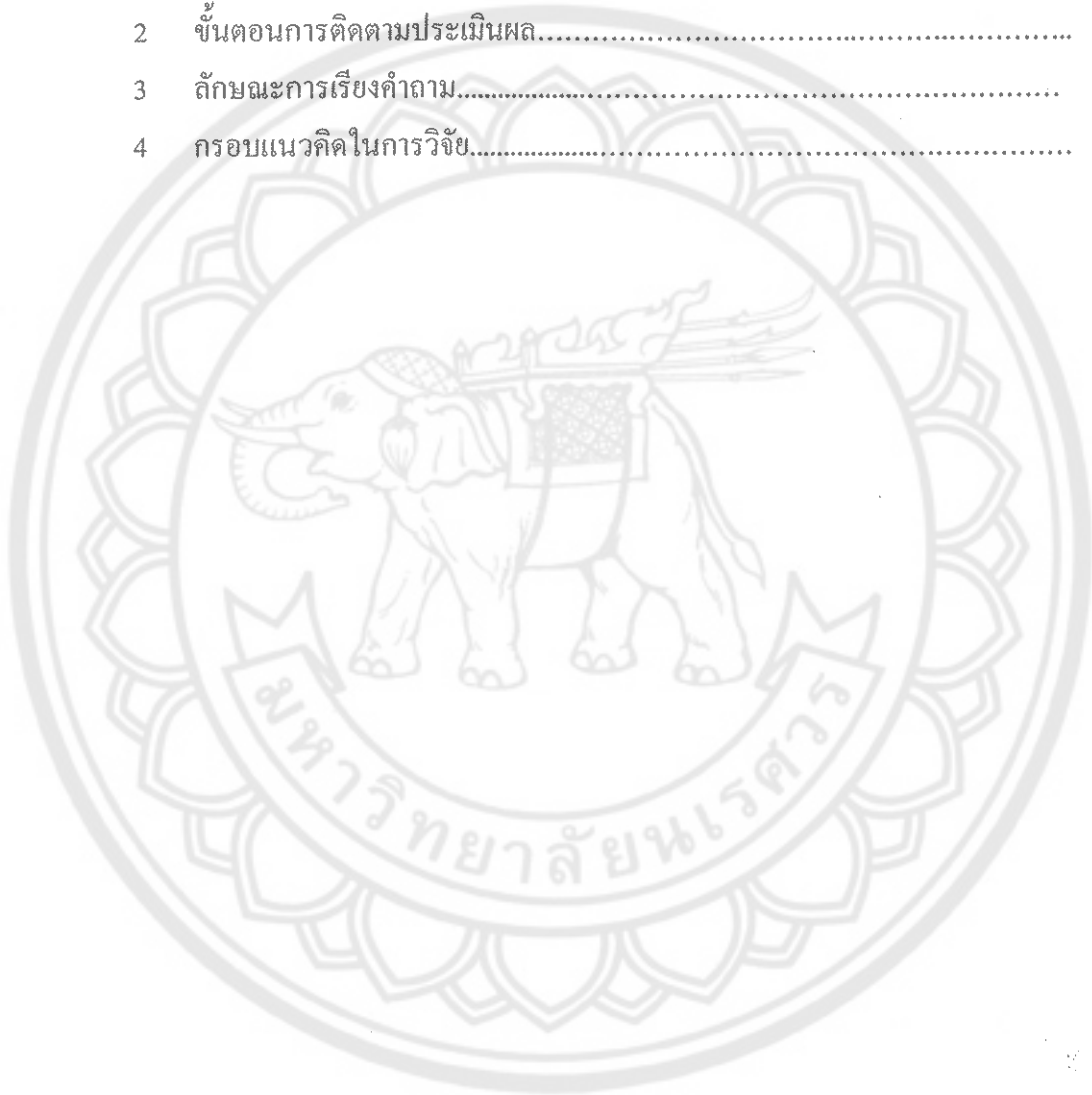 2 ขั้นตอนการติดตามประเมินผล........................................................................
3 ลักษณะการเรียงคำถาม........................................................................
4 กรอบแนวคิดในการวิจัย........................................................................
มหาวิทยาลัยนเรศวร